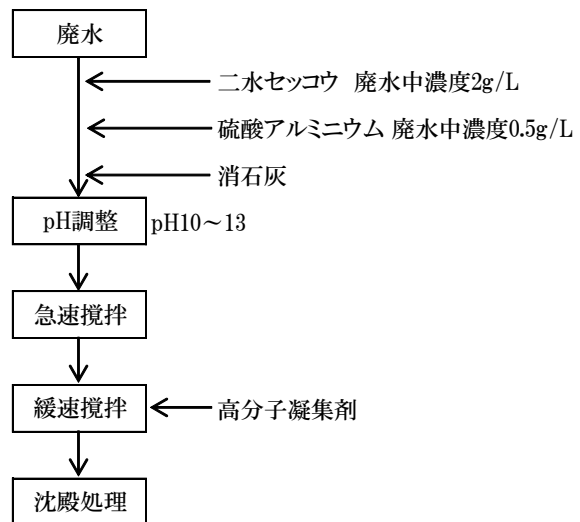 廃水
二水セッコウ 廃水中濃度2g/L
硫酸アルミニウム 廃水中濃度0.5g/L
消石灰
pH調整 pH10~13
急速撹拌
緩速撹拌 高分子凝集剤
沈殿処理